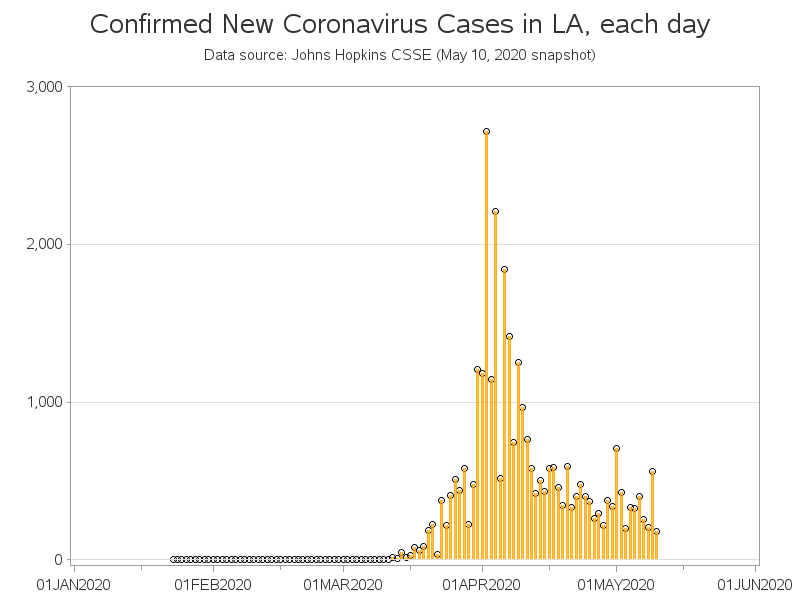 Confirmed New Coronavirus Cases in LA, each day
Data source: Johns Hopkins CSSE (May 10, 2020 snapshot)
3,000
2,000
1,000
0
01JAN2020 01FEB2020 01MAR2020 01APR2020 01MAY2020 01JUN2020